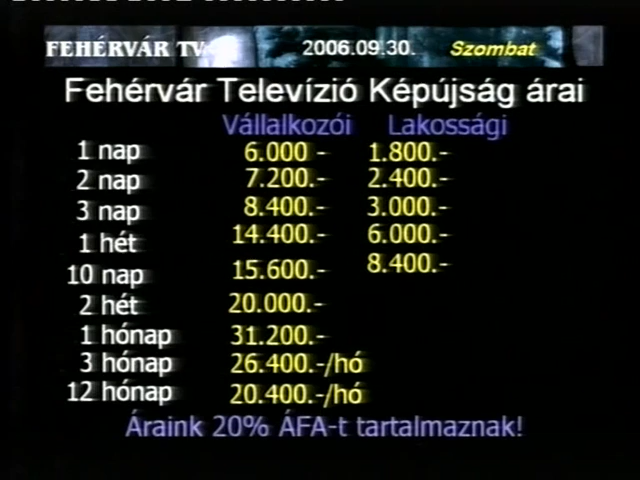 FEHÉRVÁR TV 2006.09.30. Szombat
Fehérvár Televízió Képújság árai
Vállalkozói Lakossági
1 nap 6.000 - 1.800.-
2 nap 7.200.- 2.400.-
3 nap 8.400.- 3.000.-
1 hét 14.400.- 6.000.-
10 nap 15.600.- 8.400.-
2 hét 20.000.-
1 hónap 31.200.-
3 hónap 26.400.-/hó
12 hónap 20.400.-/hó
Áraink 20% ÁFA-t tartalmaznak!